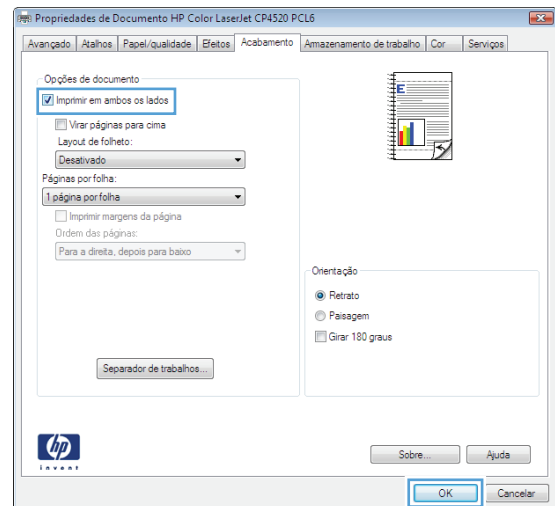 Propriedades de Documento HP Color LaserJet CP4520 PCL6
Avançado Atalhos Papel/qualidade Efeitos Acabamento Amazenamento de trabalho Cor Serviços
Opções de documento
Imprimir em ambos os lados
Virar páginas para cima
Layout de folheto:
Desativado
Páginas por folha:
1 página por folha
Imprimir margens da página
Ordem das páginas:
Para a direita, depois para baixo
Separador de trabalhos...
E
Orientação
Retrato
Paisagem
Girar 180 graus
hp
invent
Sobre...
Ajuda
OK
Cancelar